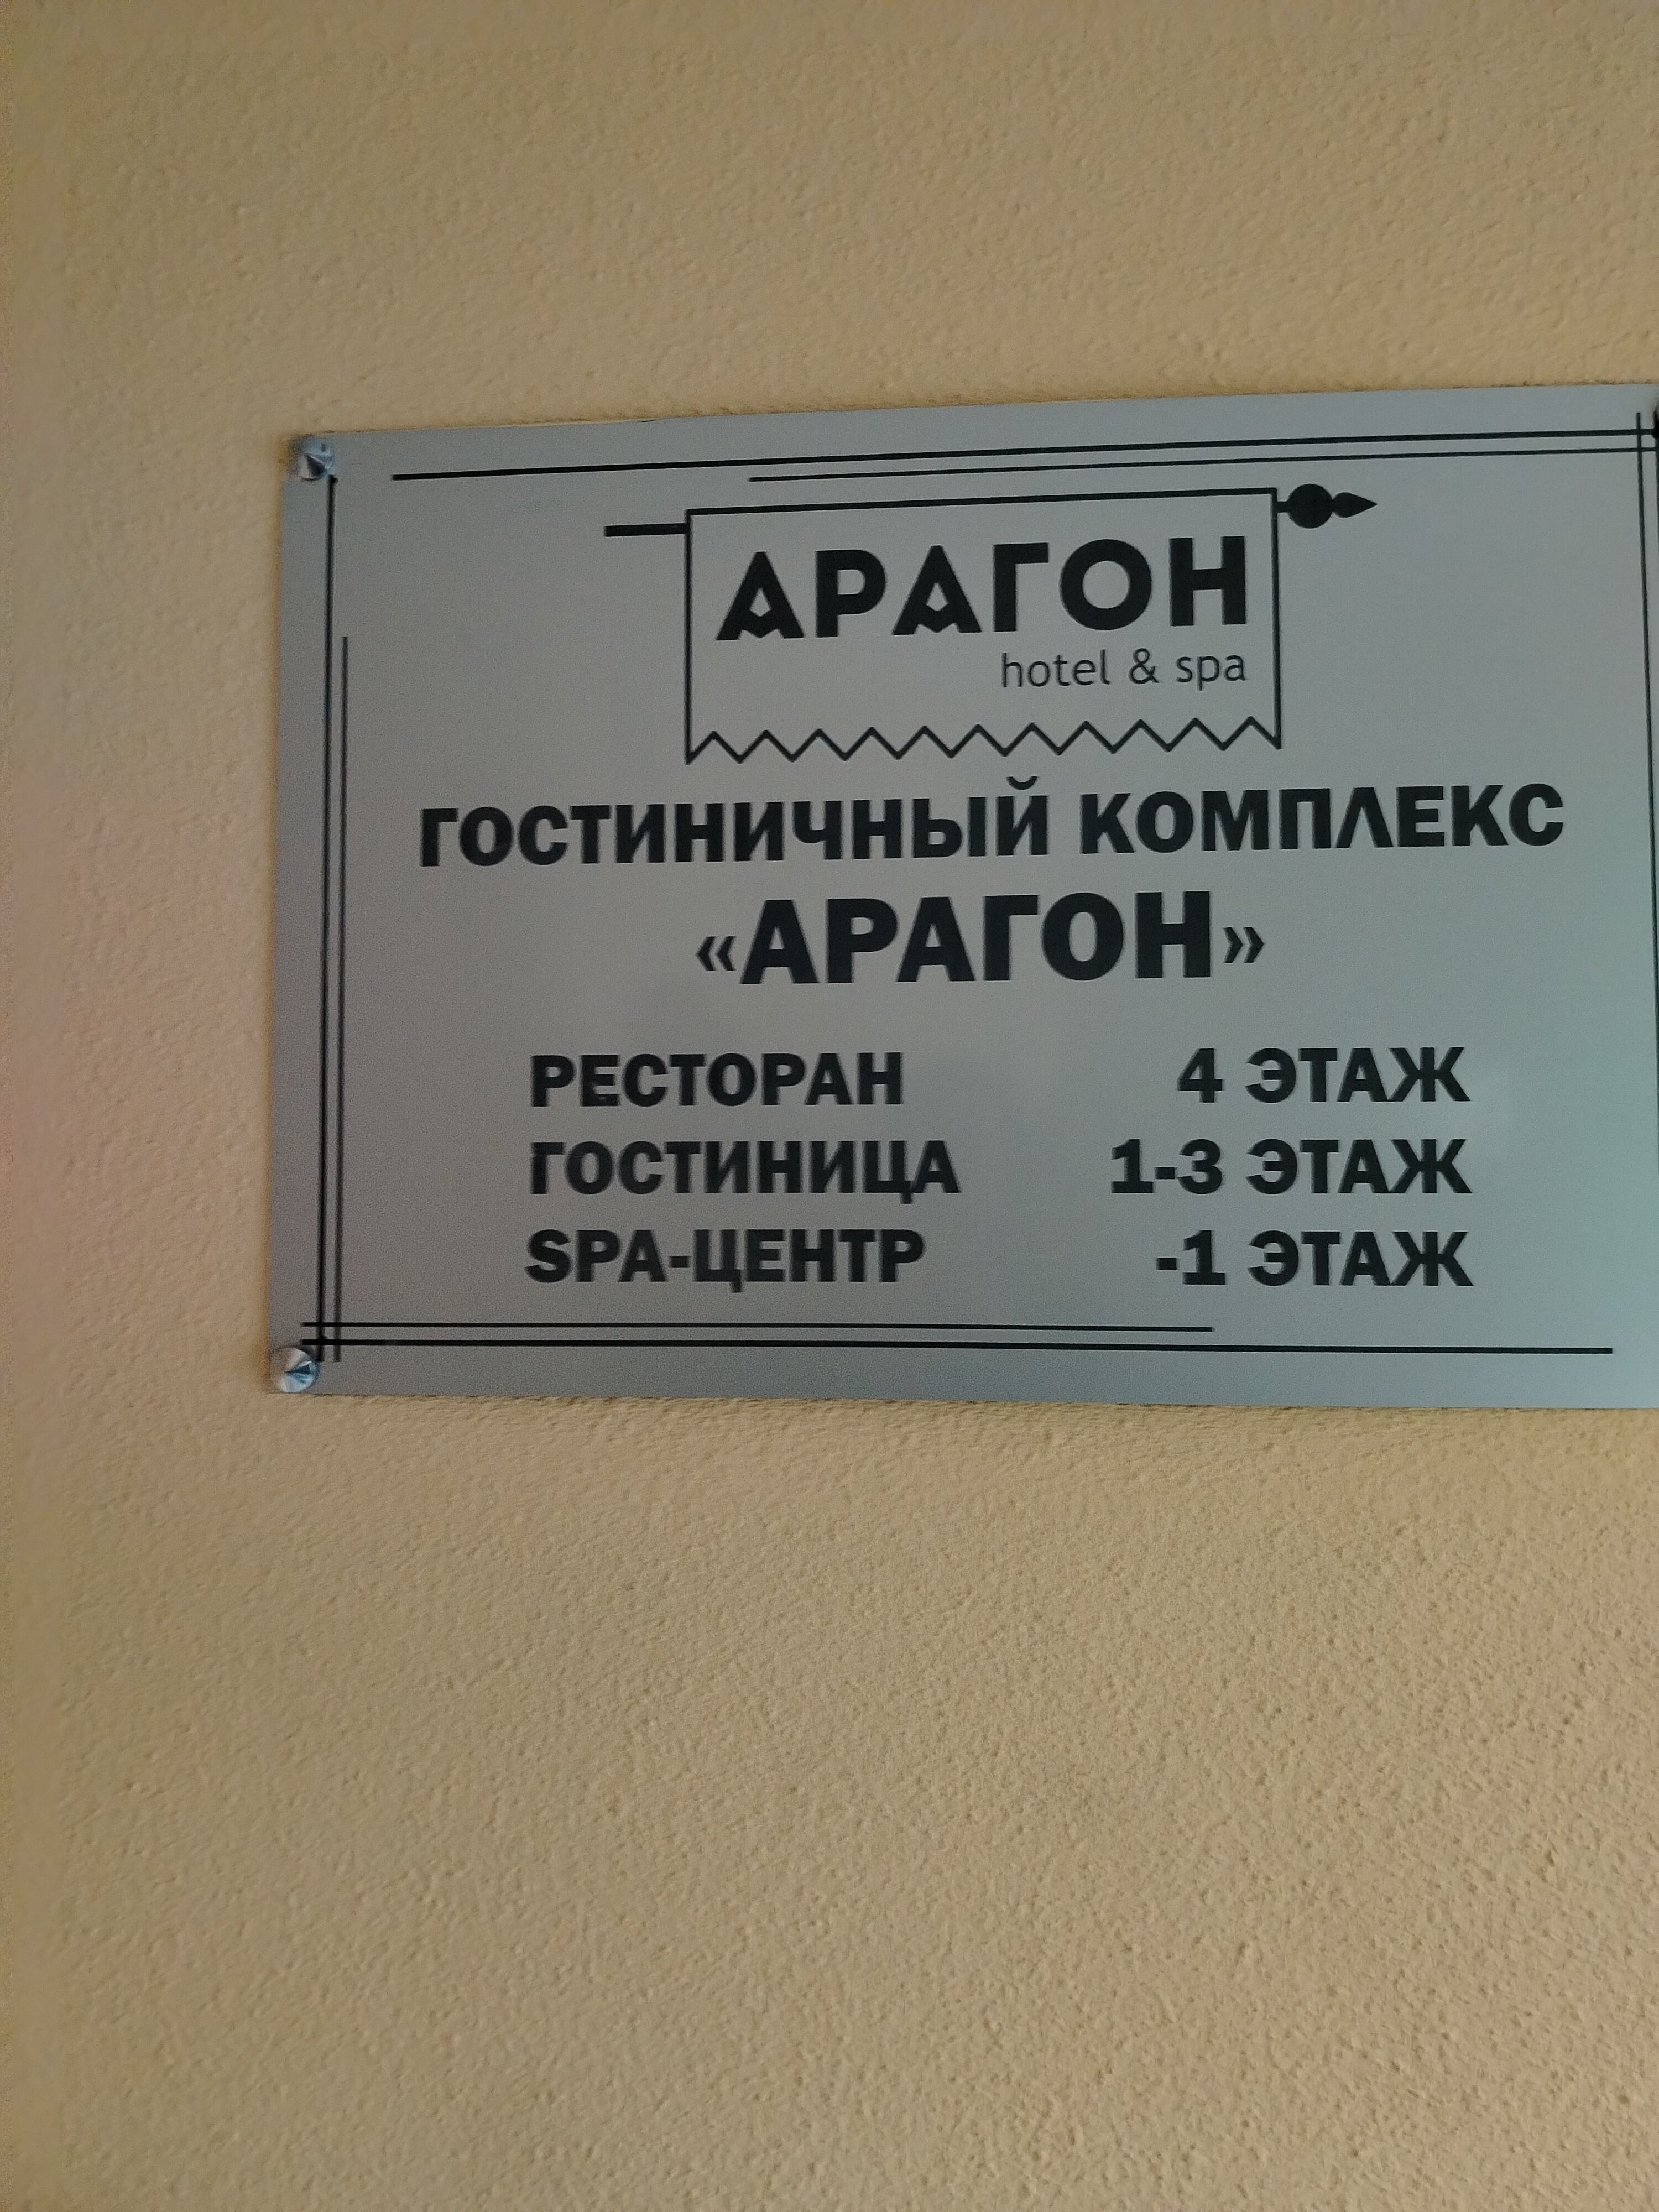 АРАГОН
hotel & spa
ГОСТИНИЧНЫЙ КОМПЛЕКС
«АРАГОН»
РЕСТОРАН 4 ЭТАЖ
ГОСТИНИЦА 1-3 ЭТАЖ
SPA-ЦЕНТР -1 ЭТАЖ